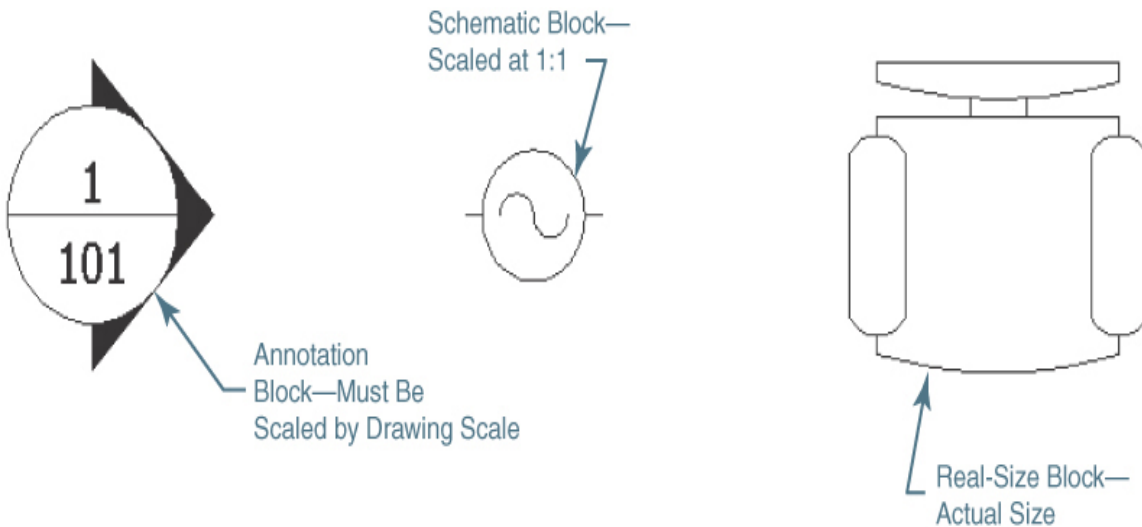 Schematic Block—
Scaled at 1:1
1
101
Annotation
Block—Must Be
Scaled by Drawing Scale
Real-Size Block—
Actual Size